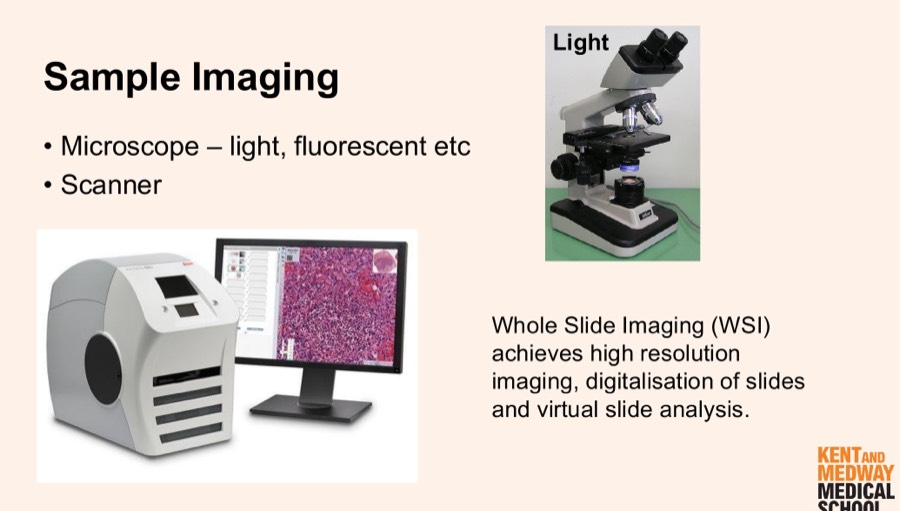 Sample Imaging
• Microscope – light, fluorescent etc
• Scanner
Light
Whole Slide Imaging (WSI)
achieves high resolution
imaging, digitalisation of slides
and virtual slide analysis.
KENT AND
MEDWAY
MEDICAL
SCHOOL